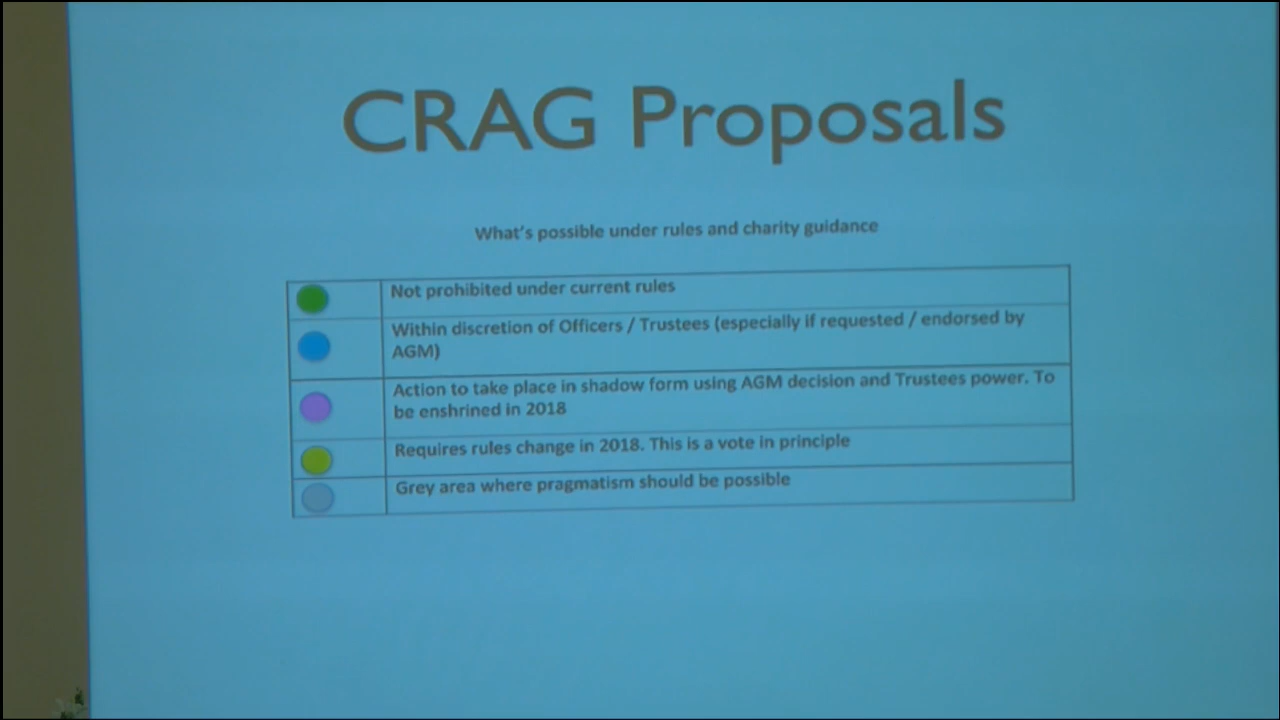 CRAG Proposals
What's possible under rules and charity guidance
Not prohibited under current rules
Within discretion of Officers / Trustees (especially if requested / endorsed by
AGM)
Action to take place in shadow form using AGM decision and Trustees power. To
be enshrined in 2018
Requires rules change in 2018. This is a vote in principle
Grey area where pragmatism should be possible